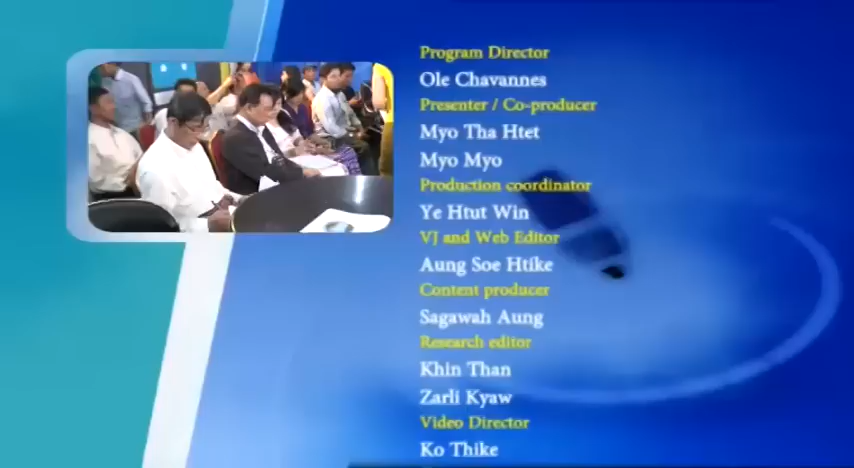 Program Director
Ole Chavannes
Presenter / Co-producer
Myo Tha Htet
Myo Myo
Production coordinator
Ye Htut Win
VJ and Web Editor
Aung Soe Htike
Content producer
Sagawah Aung
Research editor
Khin Than
Zarli Kyaw
Video Director
Ko Thike